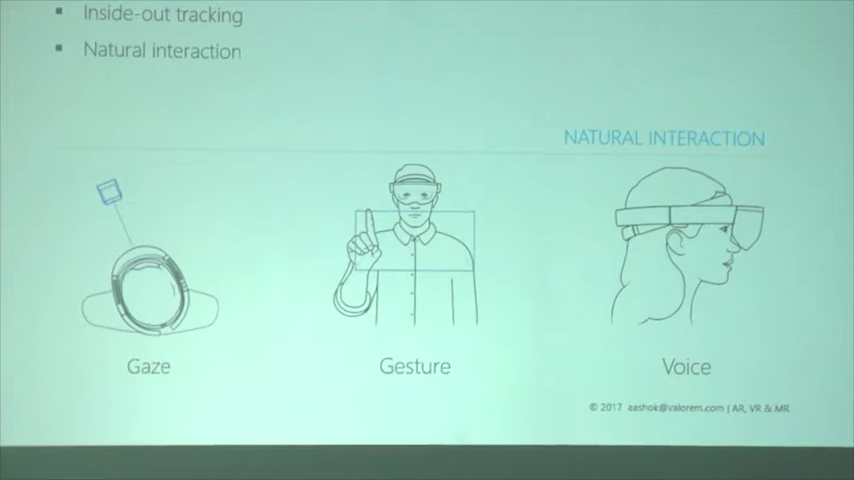 ▪ Inside-out tracking
▪ Natural interaction
NATURAL INTERACTION
Gaze
Gesture
Voice
© 2017 aashok@valorem.com | AR, VR & MR